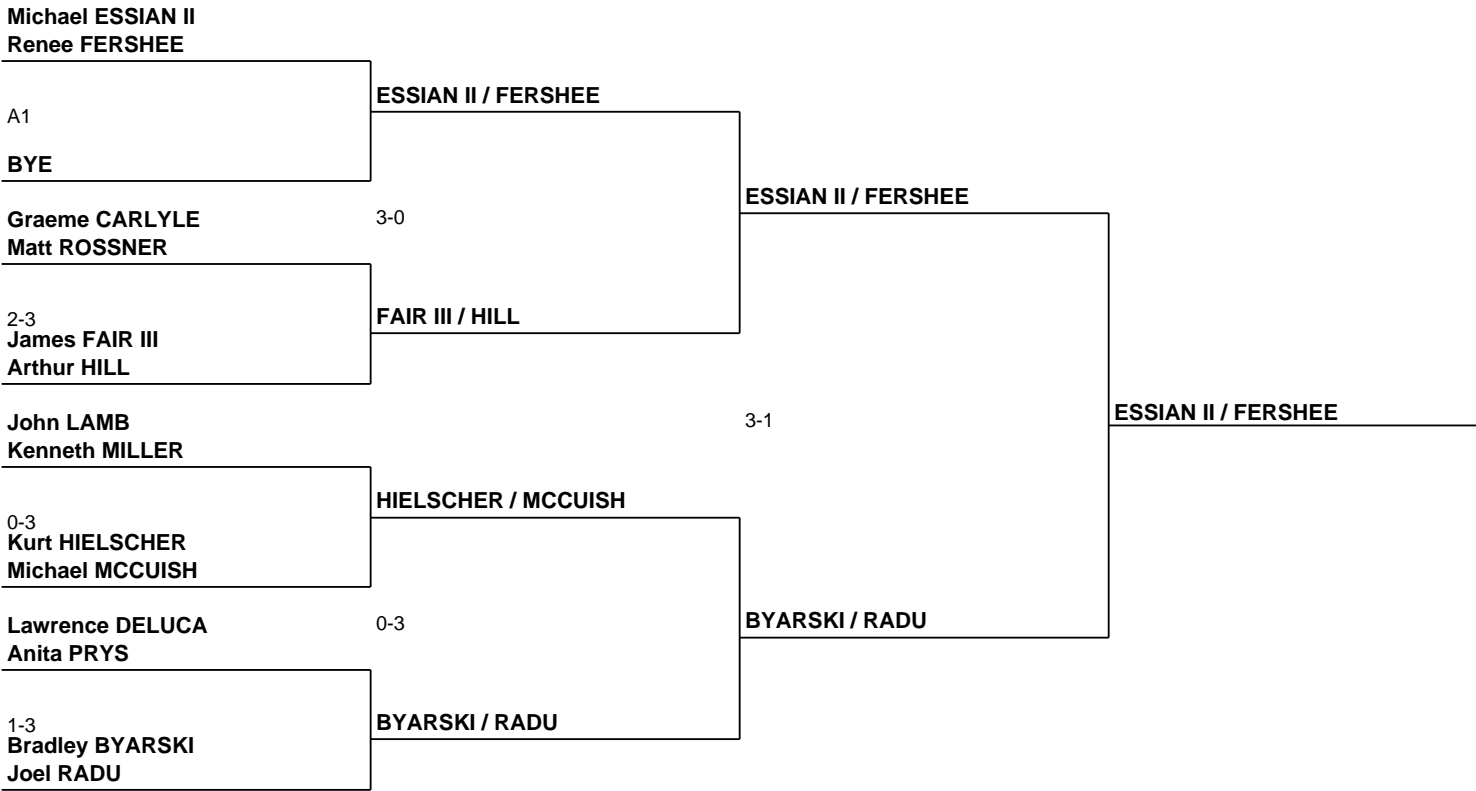 Michael ESSIAN II
Renee FERSHEE
A1
BYE
Graeme CARLYLE
Matt ROSSNER
2-3
James FAIR III
Arthur HILL
John LAMB
Kenneth MILLER
0-3
Kurt HIELSCHER
Michael MCCUISH
Lawrence DELUCA
Anita PRYS
1-3
Bradley BYARSKI
Joel RADU
ESSIAN II / FERSHEE
3-0
FAIR III / HILL
HIELSCHER / MCCUISH
0-3
BYARSKI / RADU
ESSIAN II / FERSHEE
3-1
BYARSKI / RADU
ESSIAN II / FERSHEE